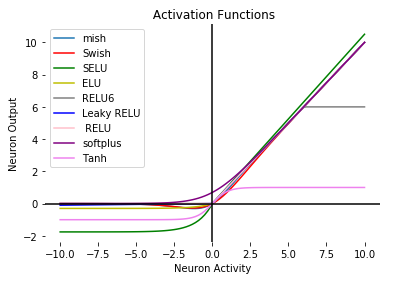 Activation Functions
10
8
6
4
2
0
−2
Neuron Output
mish
Swish
SELU
ELU
RELU6
Leaky RELU
RELU
softplus
Tanh
−10.0 −7.5 −5.0 −2.5 0.0 2.5 5.0 7.5 10.0
Neuron Activity